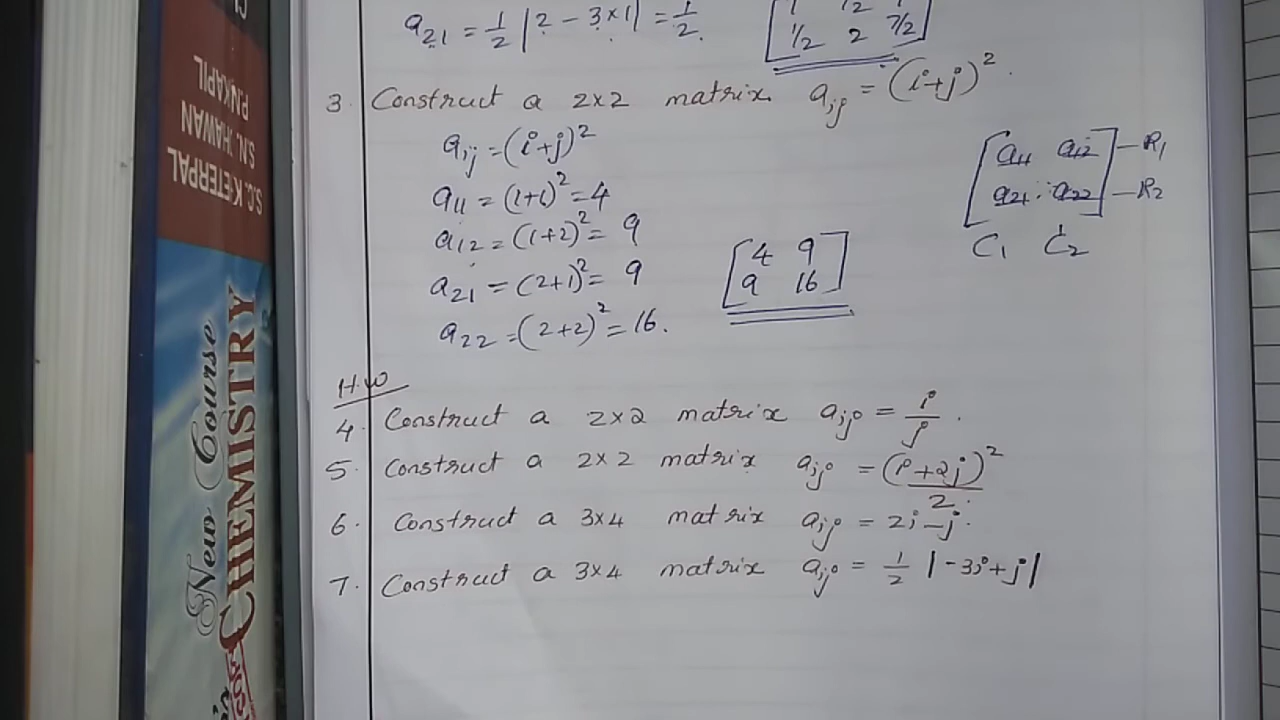 a21 = 1/2 |2 - 3×1| = 1/2.
1/2 2 7/2
3. Construct a 2×2 matrix. aij = (i+j)².
aij = (i+j)²
a11 = (1+1)² = 4
a12 = (1+2)² = 9
a21 = (2+1)² = 9
a22 = (2+2)² = 16.
[4 9
9 16]
[a11 a12] - R1
[a21 a22] - R2
C1 C2
H.W
4. Construct a 2×2 matrix aij = i/j.
5. Construct a 2×2 matrix aij = (i+2j)²/2
6. Construct a 3×4 matrix aij = 2i-j.
7. Construct a 3×4 matrix aij = 1/2 |-3i+j|
S.C. KHETERPAL
S.N. JHAWAN
P.N. KAPIL
New Course
CHEMISTRY